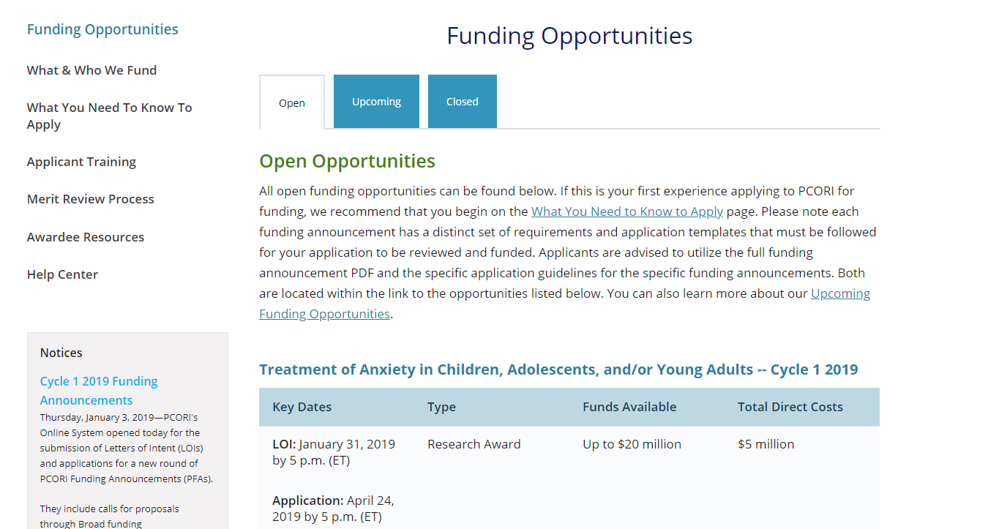 Funding Opportunities
What & Who We Fund
What You Need To Know To
Apply
Applicant Training
Merit Review Process
Awardee Resources
Help Center
Notices
Cycle 1 2019 Funding
Announcements
Thursday, January 3, 2019—PCORI's
Online System opened today for the
submission of Letters of Intent (LOIs)
and applications for a new round of
PCORI Funding Announcements (PFAs).
They include calls for proposals
through Broad funding
Funding Opportunities
Open
Upcoming
Closed
Open Opportunities
All open funding opportunities can be found below. If this is your first experience applying to PCORI for
funding, we recommend that you begin on the What You Need to Know to Apply page. Please note each
funding announcement has a distinct set of requirements and application templates that must be followed
for your application to be reviewed and funded. Applicants are advised to utilize the full funding
announcement PDF and the specific application guidelines for the specific funding announcements. Both
are located within the link to the opportunities listed below. You can also learn more about our Upcoming
Funding Opportunities.
Treatment of Anxiety in Children, Adolescents, and/or Young Adults -- Cycle 1 2019
Key Dates Type Funds Available Total Direct Costs
LOI: January 31, 2019 Research Award Up to $20 million $5 million
by 5 p.m. (ET)
Application: April 24,
2019 by 5 p.m. (ET)